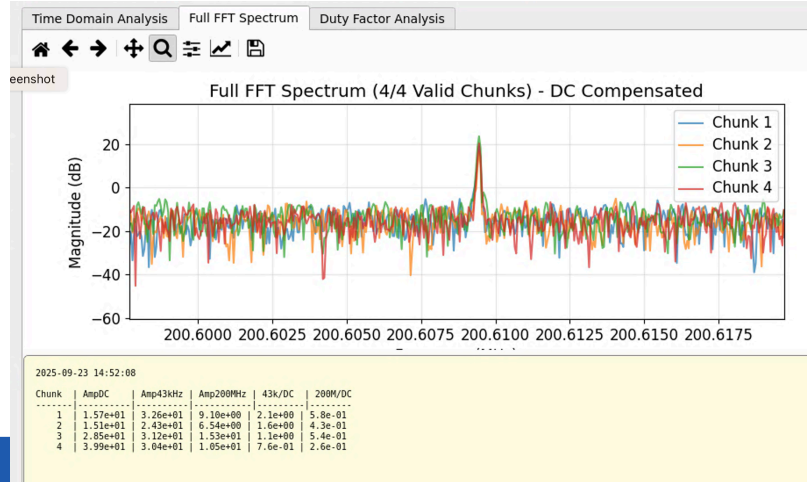 Time Domain Analysis Full FFT Spectrum Duty Factor Analysis
eenshot
Full FFT Spectrum (4/4 Valid Chunks) - DC Compensated
Chunk 1
Chunk 2
Chunk 3
Chunk 4
Magnitude (dB)
20
0
−20
−40
−60
200.6000 200.6025 200.6050 200.6075 200.6100 200.6125 200.6150 200.6175
2025-09-23 14:52:08
Chunk | AmpDC | Amp43kHz | Amp200MHz | 43k/DC | 200M/DC
-------|----------|----------|-----------|---------|--------
1 | 1.57e+01 | 3.26e+01 | 9.10e+00 | 2.1e+00 | 5.8e-01
2 | 1.51e+01 | 2.43e+01 | 6.54e+00 | 1.6e+00 | 4.3e-01
3 | 2.85e+01 | 3.12e+01 | 1.53e+01 | 1.1e+00 | 5.4e-01
4 | 3.99e+01 | 3.04e+01 | 1.05e+01 | 7.6e-01 | 2.6e-01